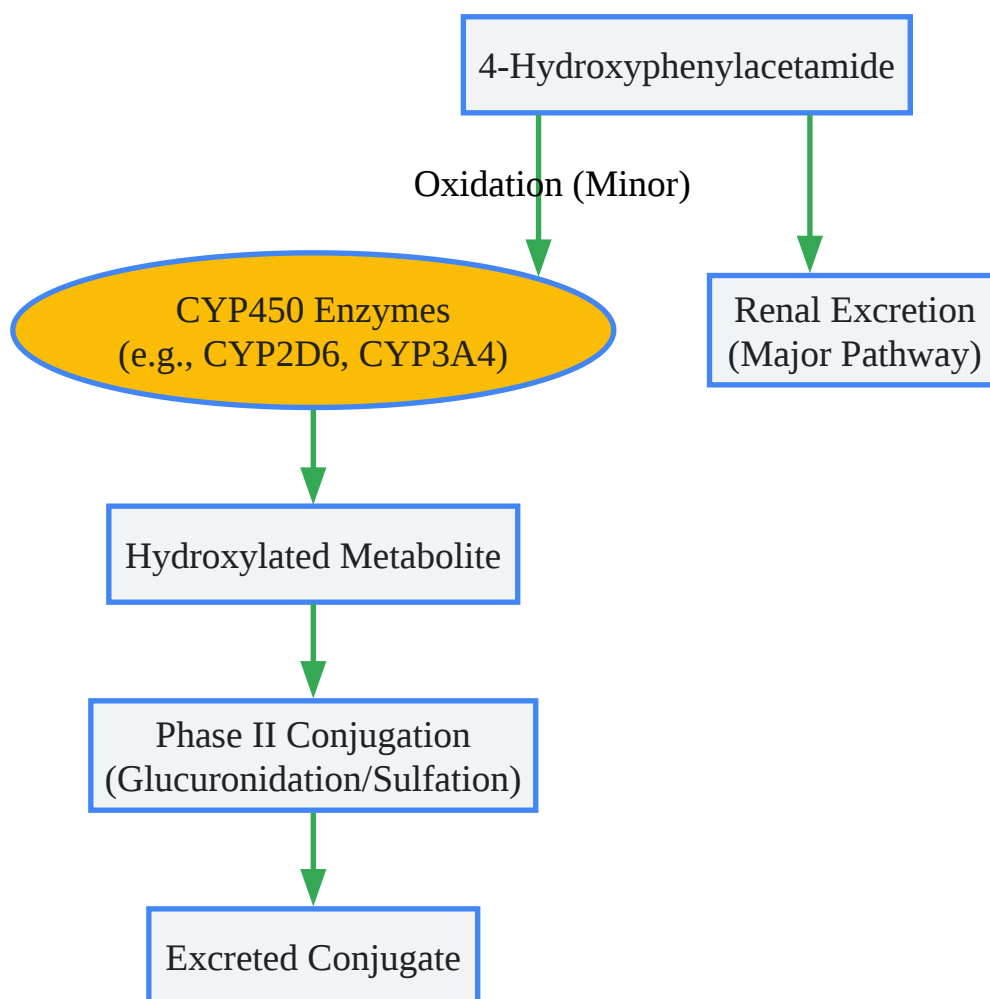 4-Hydroxyphenylacetamide
Oxidation (Minor)
CYP450 Enzymes
(e.g., CYP2D6, CYP3A4)
Renal Excretion
(Major Pathway)
Hydroxylated Metabolite
Phase II Conjugation
(Glucuronidation/Sulfation)
Excreted Conjugate